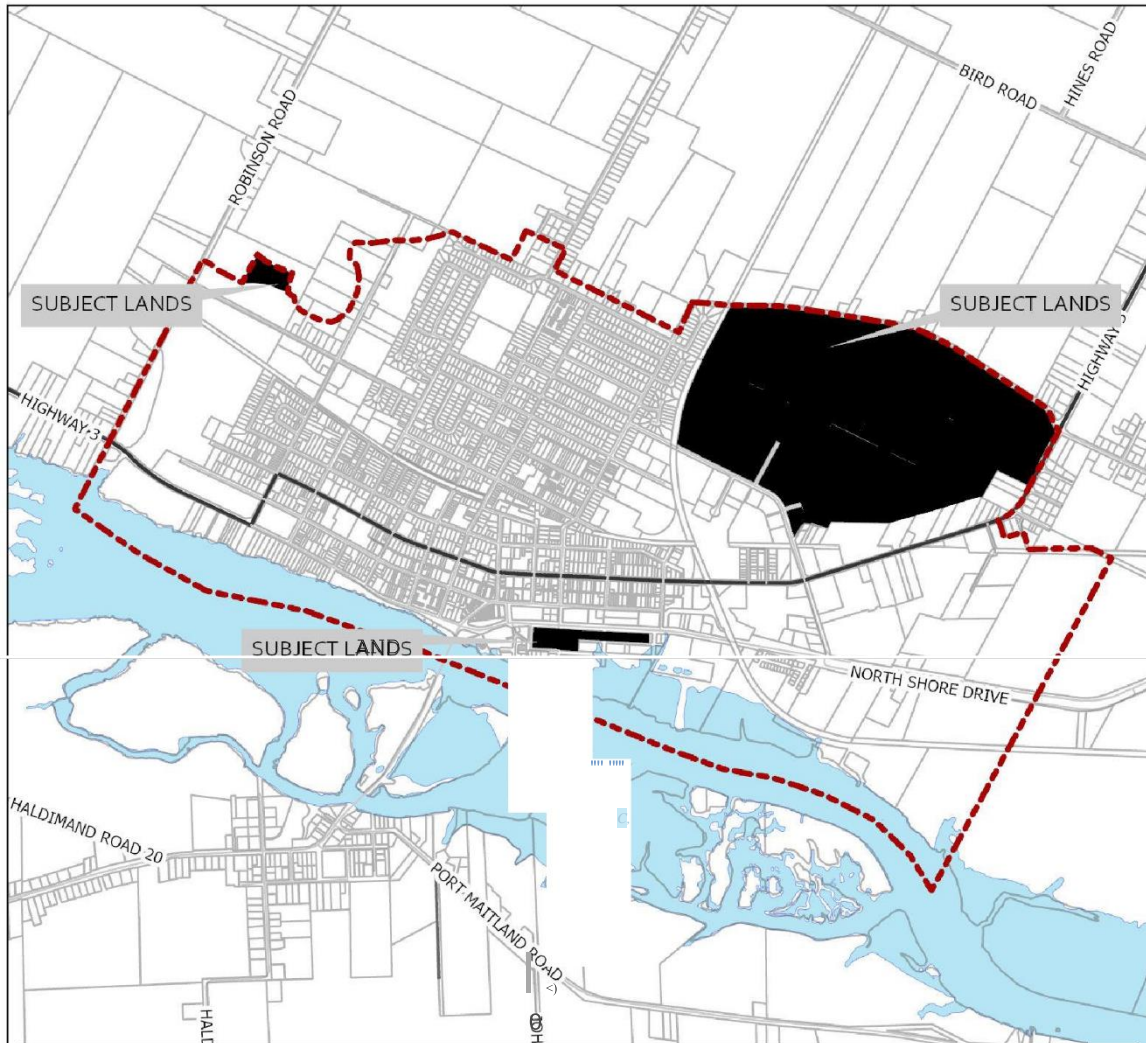 BIRD ROAD
HINES ROAD
ROBINSON ROAD
SUBJECT LANDS
SUBJECT LANDS
HIGHWAY 3
HIGHWAY 3
SUBJECT LANDS
NORTH SHORE DRIVE
HALDIMAND ROAD 20
PORT MAITLAND ROAD